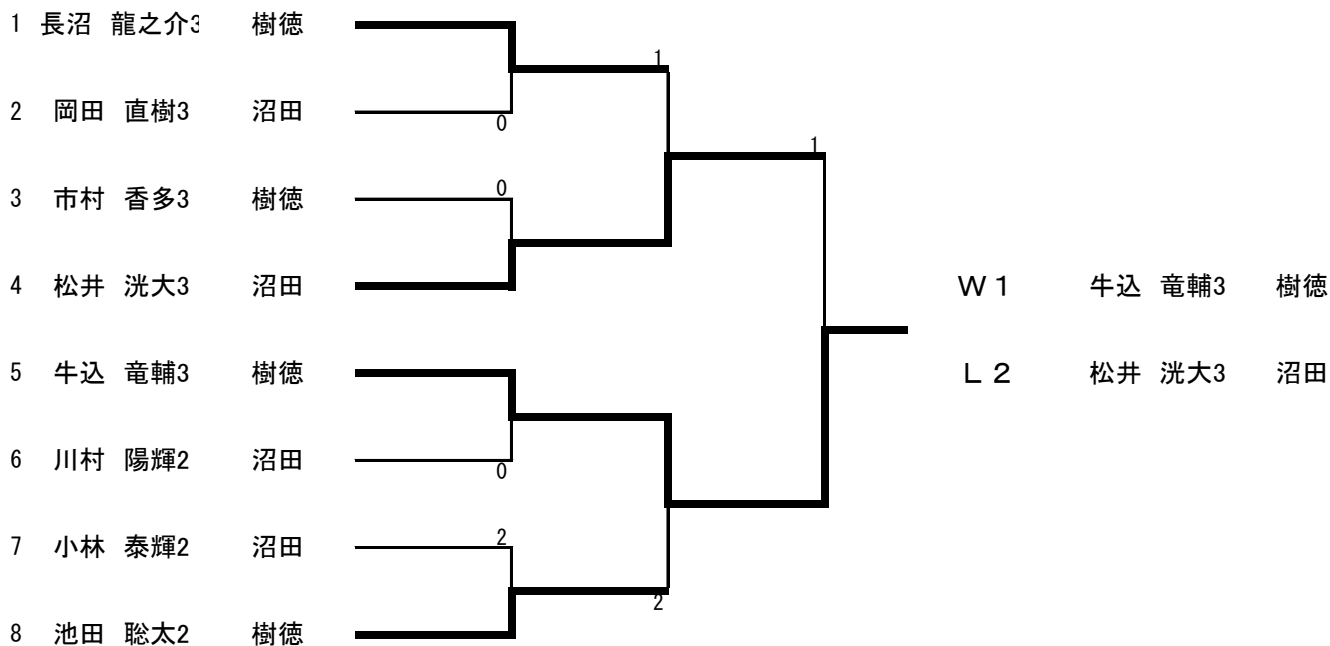 1 長沼 龍之介3 樹徳
1
2 岡田 直樹3 沼田
0
1
3 市村 香多3 樹徳
0
4 松井 洸大3 沼田
W1 牛込 竜輔3 樹徳
5 牛込 竜輔3 樹徳
L2 松井 洸大3 沼田
6 川村 陽輝2 沼田
0
7 小林 泰輝2 沼田
2
2
8 池田 聡太2 樹徳